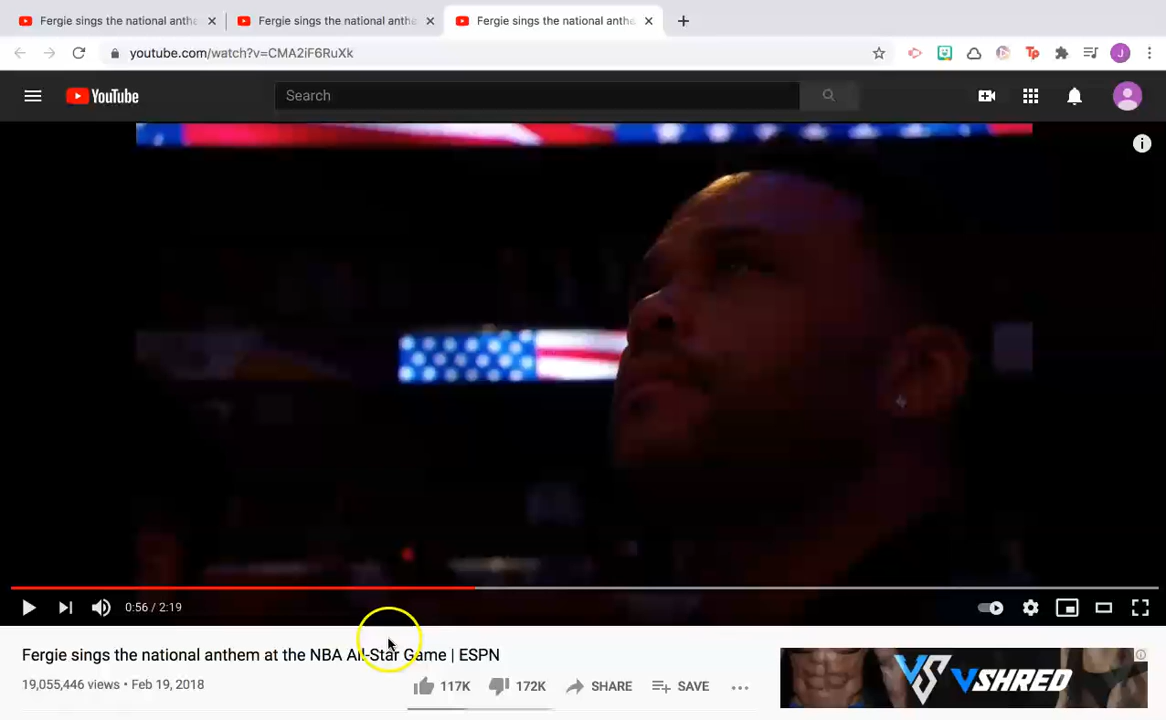 Fergie sings the national anthe
Fergie sings the national anthe
Fergie sings the national anthe
youtube.com/watch?v=CMA2iF6RuXk
Tp
J
YouTube
Search
0:56 / 2:19
Fergie sings the national anthem at the NBA All-Star Game | ESPN
19,055,446 views • Feb 19, 2018
117K
172K
SHARE
SAVE
VS VSHRED